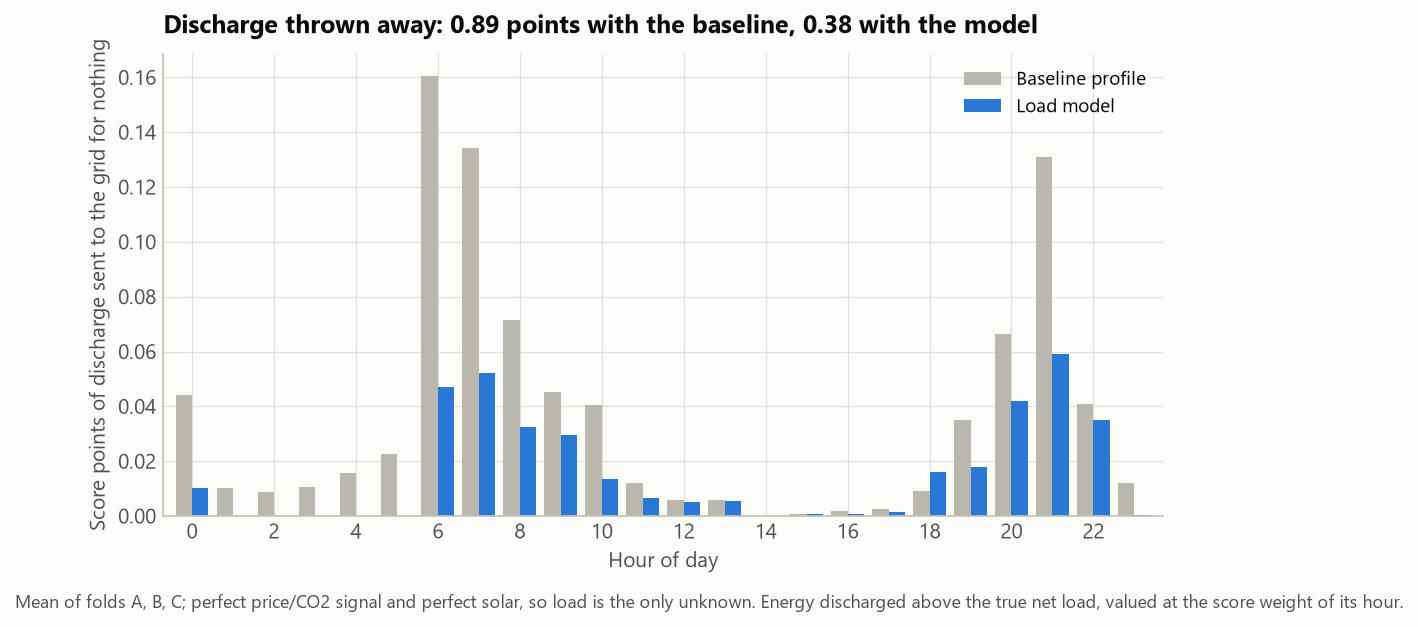 Discharge thrown away: 0.89 points with the baseline, 0.38 with the model
Score points of discharge sent to the grid for nothing
0.16
0.14
0.12
0.10
0.08
0.06
0.04
0.02
0.00
Baseline profile
Load model
0 2 4 6 8 10 12 14 16 18 20 22
Hour of day
Mean of folds A, B, C; perfect price/CO2 signal and perfect solar, so load is the only unknown. Energy discharged above the true net load, valued at the score weight of its hour.